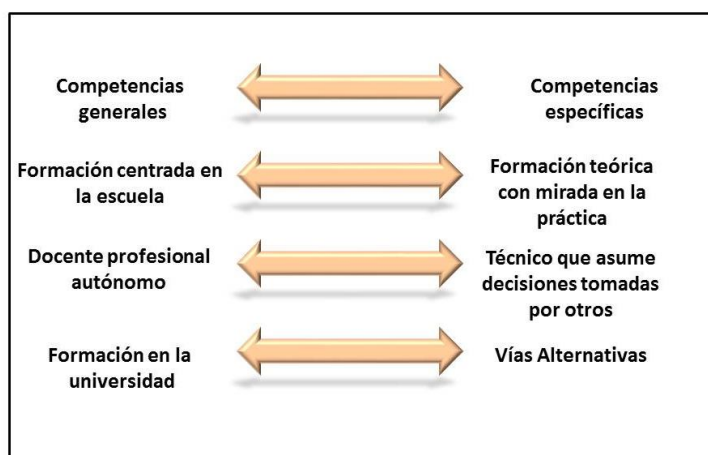 Competencias
generales
Competencias
específicas
Formación centrada en
la escuela
Formación teórica
con mirada en la
práctica
Docente profesional
autónomo
Técnico que asume
decisiones tomadas
por otros
Formación en la
universidad
Vías Alternativas